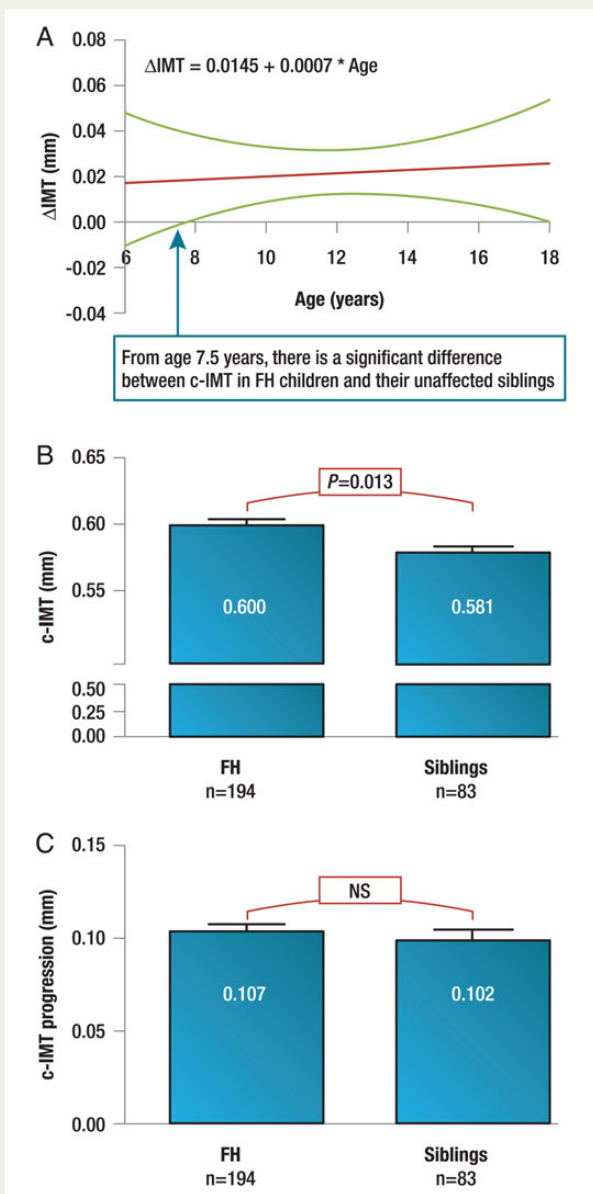 A
0.08
ΔIMT = 0.0145 + 0.0007 * Age
0.06
0.04
0.02
0.00
-0.02
-0.04
ΔIMT (mm)
6
8
10
12
14
16
18
Age (years)
From age 7.5 years, there is a significant difference
between c-IMT in FH children and their unaffected siblings
B
0.65
P=0.013
0.60
0.55
0.50
0.25
0.00
c-IMT (mm)
0.600
0.581
FH
n=194
Siblings
n=83
C
0.15
NS
0.10
0.05
0.00
c-IMT progression (mm)
0.107
0.102
FH
n=194
Siblings
n=83